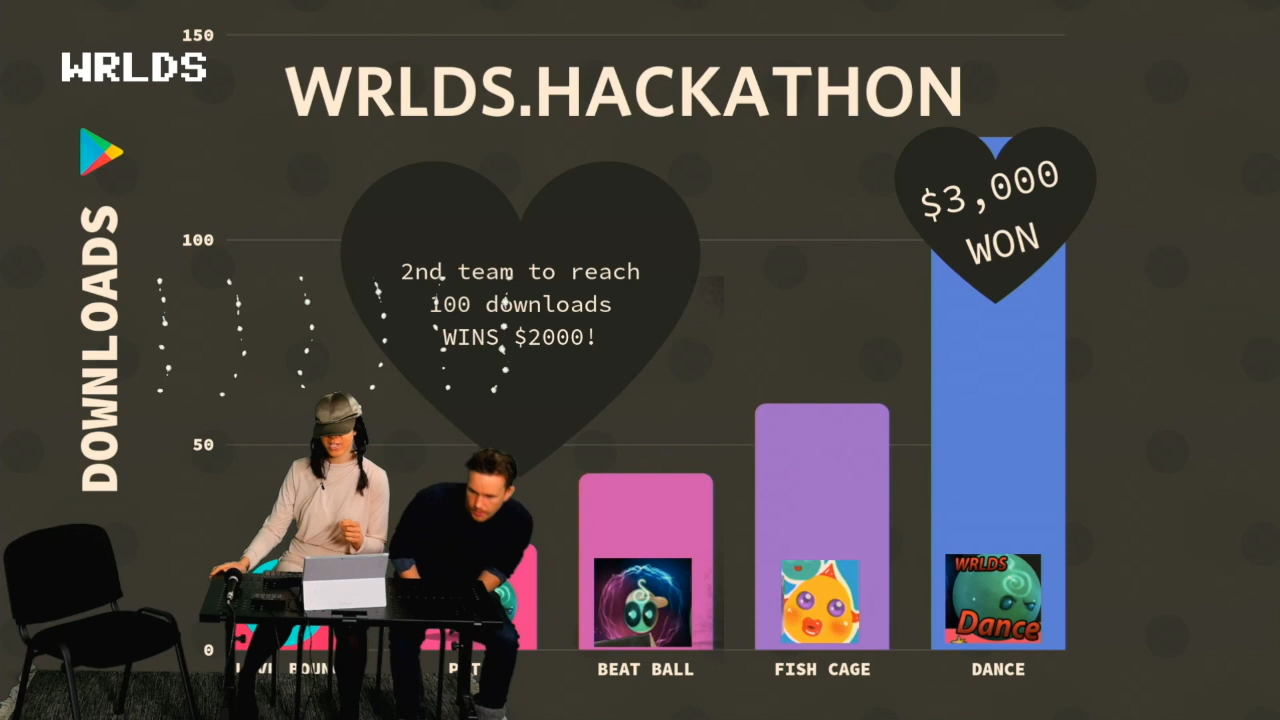 150
WRLDS
WRLDS.HACKATHON
$3,000
WON
DOWNLOADS
100
2nd team to reach
100 downloads
WINS $2000!
50
0
WRLDS
Dance
BEAT BALL
FISH CAGE
DANCE